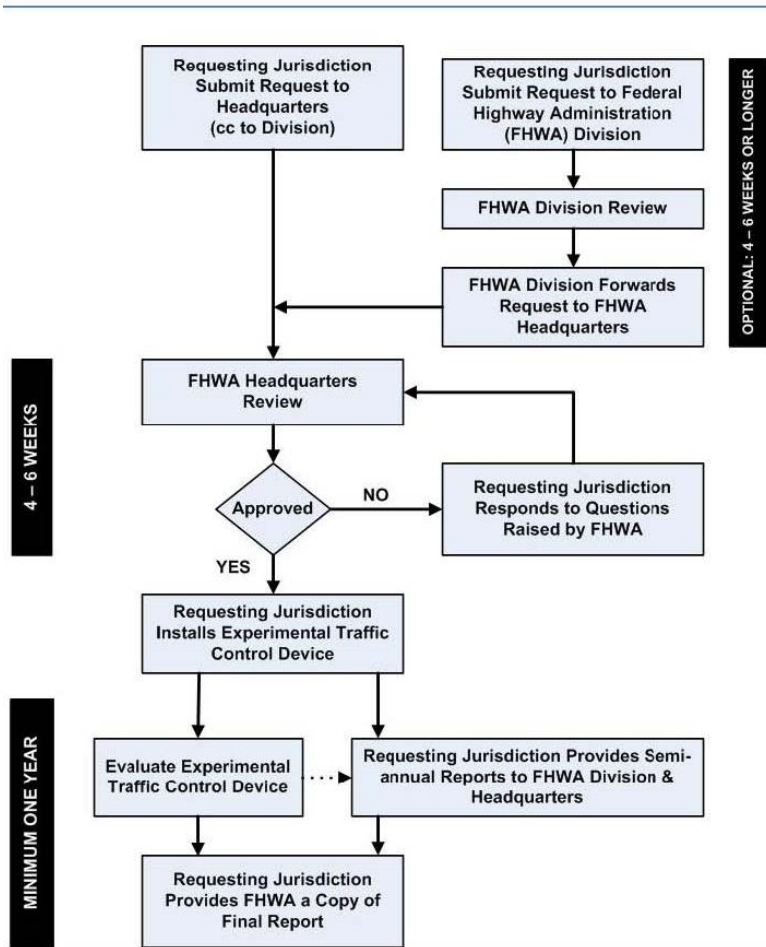 Requesting Jurisdiction
Submit Request to
Headquarters
(cc to Division)
Requesting Jurisdiction
Submit Request to Federal
Highway Administration
(FHWA) Division
FHWA Division Review
FHWA Division Forwards
Request to FHWA
Headquarters
OPTIONAL: 4 – 6 WEEKS OR LONGER
FHWA Headquarters
Review
4 – 6 WEEKS
Approved
NO
Requesting Jurisdiction
Responds to Questions
Raised by FHWA
YES
Requesting Jurisdiction
Installs Experimental Traffic
Control Device
MINIMUM ONE YEAR
Evaluate Experimental
Traffic Control Device
Requesting Jurisdiction Provides Semi-
annual Reports to FHWA Division &
Headquarters
Requesting Jurisdiction
Provides FHWA a Copy of
Final Report